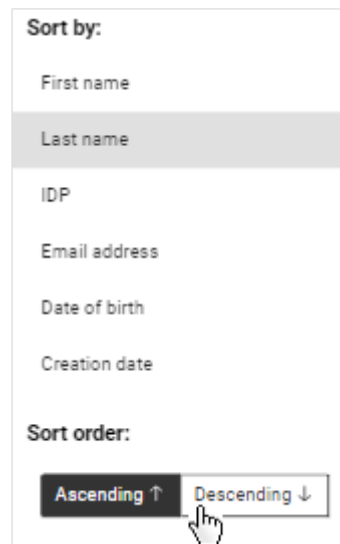 Sort by:
First name
Last name
IDP
Email address
Date of birth
Creation date
Sort order:
Ascending ↑ Descending ↓